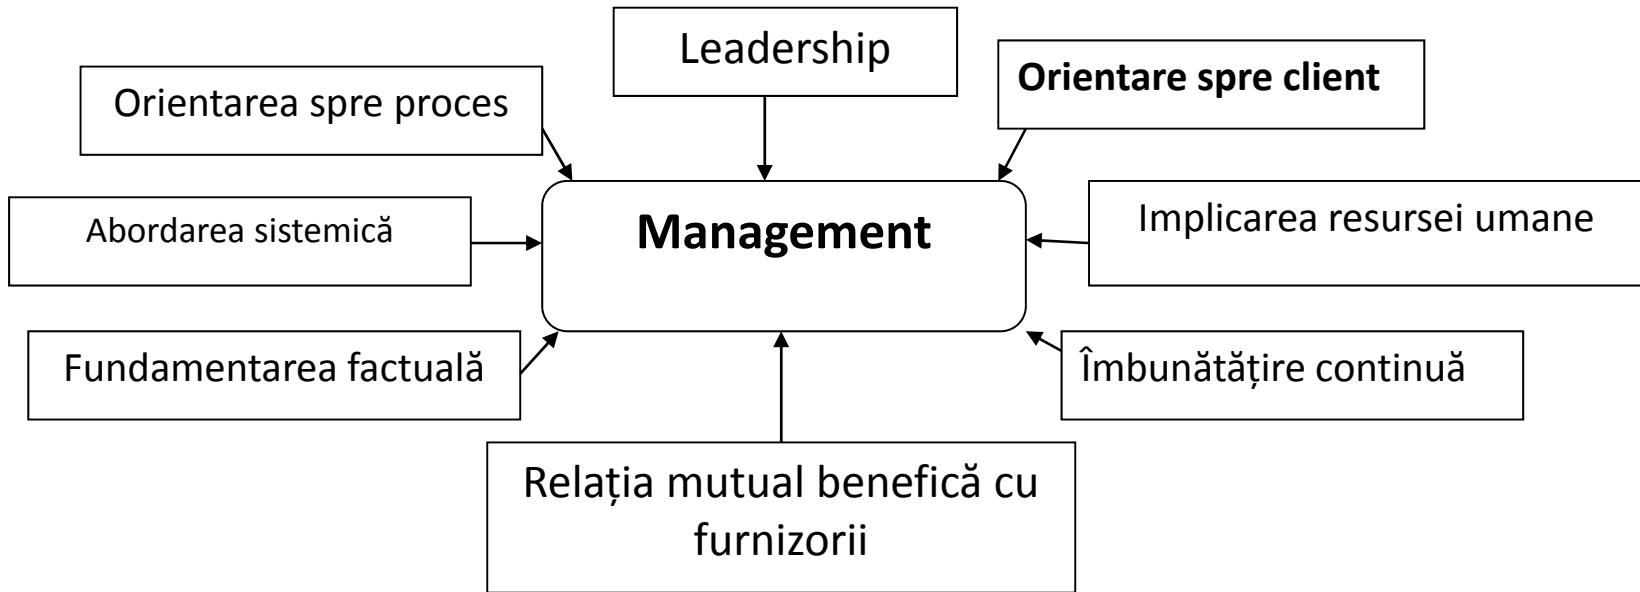 Leadership
Orientare spre client
Orientarea spre proces
Management
Implicarea resursei umane
Abordarea sistemică
Fundamentarea factuală
Îmbunătățire continuă
Relația mutual benefică cu
furnizorii